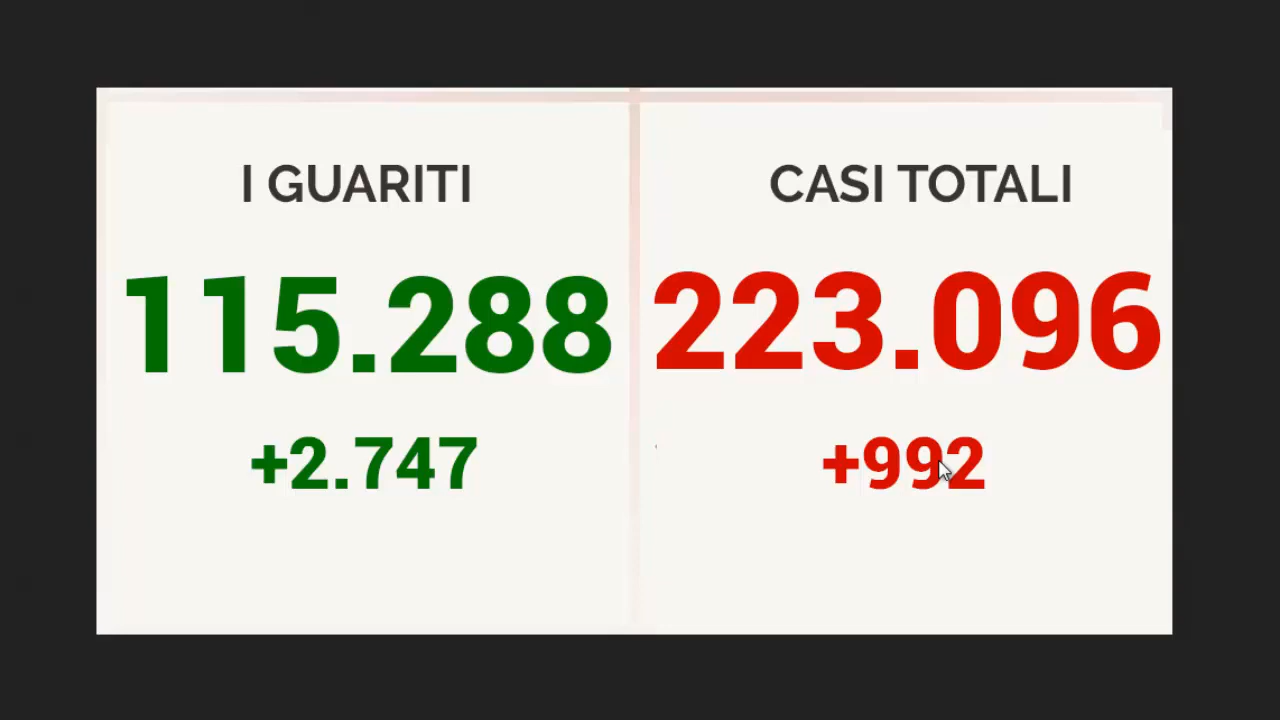 I GUARITI
115.288
+2.747
CASI TOTALI
223.096
+992